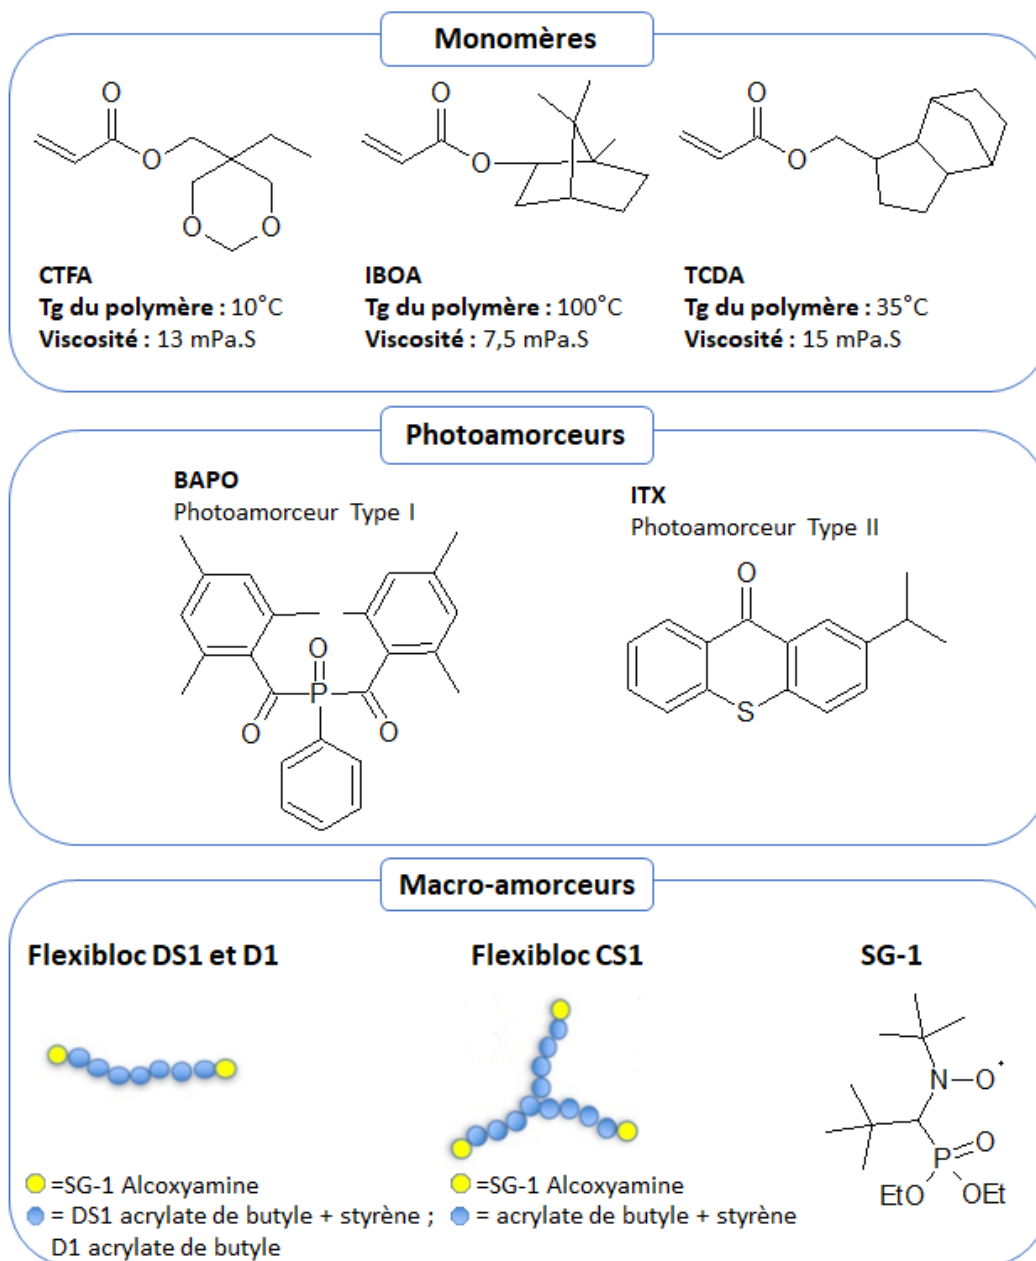 Monomères
O
O
O
O
O
O
O
O
CTFA
Tg du polymère : 10°C
Viscosité : 13 mPa.S
IBOA
Tg du polymère : 100°C
Viscosité : 7,5 mPa.S
TCDA
Tg du polymère : 35°C
Viscosité : 15 mPa.S
Photoamorceurs
BAPO
Photoamorceur Type I
O
P
O
O
ITX
Photoamorceur Type II
O
S
Macro-amorceurs
Flexibloc DS1 et D1
=SG-1 Alcoxyamine
= DS1 acrylate de butyle + styrène ;
D1 acrylate de butyle
Flexibloc CS1
=SG-1 Alcoxyamine
= acrylate de butyle + styrène
SG-1
N—O
P
O
EtO
OEt